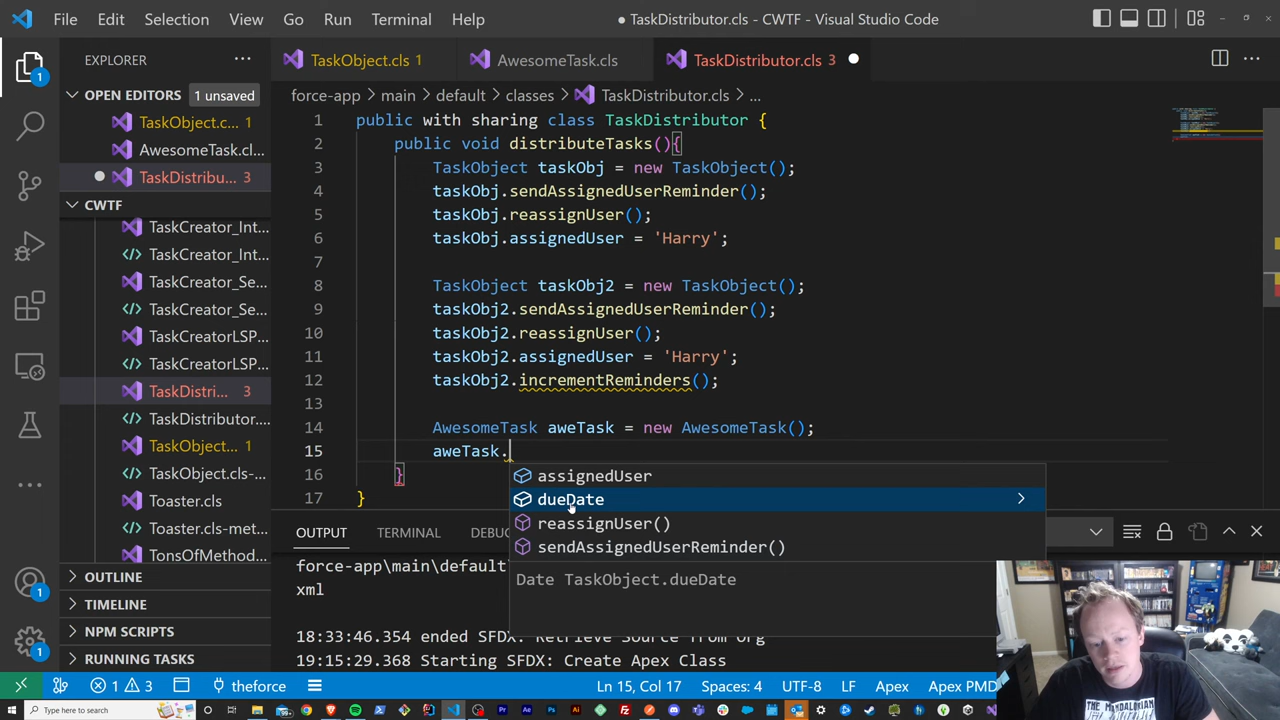 File Edit Selection View Go Run Terminal Help
TaskDistributor.cls - CWTF - Visual Studio Code
EXPLORER
TaskObject.cls 1
AwesomeTask.cls
TaskDistributor.cls 3
OPEN EDITORS 1 unsaved
force-app > main > default > classes > TaskDistributor.cls > ...
TaskObject.c... 1
AwesomeTask.cl...
TaskDistribu... 3
CWTF
TaskCreator_Int...
TaskCreator_Int...
TaskCreator_Se...
TaskCreator_Se...
TaskCreatorLSP...
TaskCreatorLSP...
TaskDistri... 3
TaskDistributor....
TaskObject... 1
TaskObject.cls-...
Toaster.cls
Toaster.cls-met...
TonsOfMethod...
OUTLINE
TIMELINE
NPM SCRIPTS
RUNNING TASKS
1 public with sharing class TaskDistributor {
2 public void distributeTasks(){
3 TaskObject taskObj = new TaskObject();
4 taskObj.sendAssignedUserReminder();
5 taskObj.reassignUser();
6 taskObj.assignedUser = 'Harry';
7
8 TaskObject taskObj2 = new TaskObject();
9 taskObj2.sendAssignedUserReminder();
10 taskObj2.reassignUser();
11 taskObj2.assignedUser = 'Harry';
12 taskObj2.incrementReminders();
13
14 AwesomeTask aweTask = new AwesomeTask();
15 aweTask.
16 }
17 }
assignedUser
dueDate
reassignUser()
sendAssignedUserReminder()
Date TaskObject.dueDate
OUTPUT TERMINAL DEBU
force-app\main\default\
xml
18:33:46.354 ended SFDX: Retrieve Source from Org
19:15:29.368 Starting SFDX: Create Apex Class
1 3 theforce Ln 15, Col 17 Spaces: 4 UTF-8 LF Apex Apex PMD
Type here to search